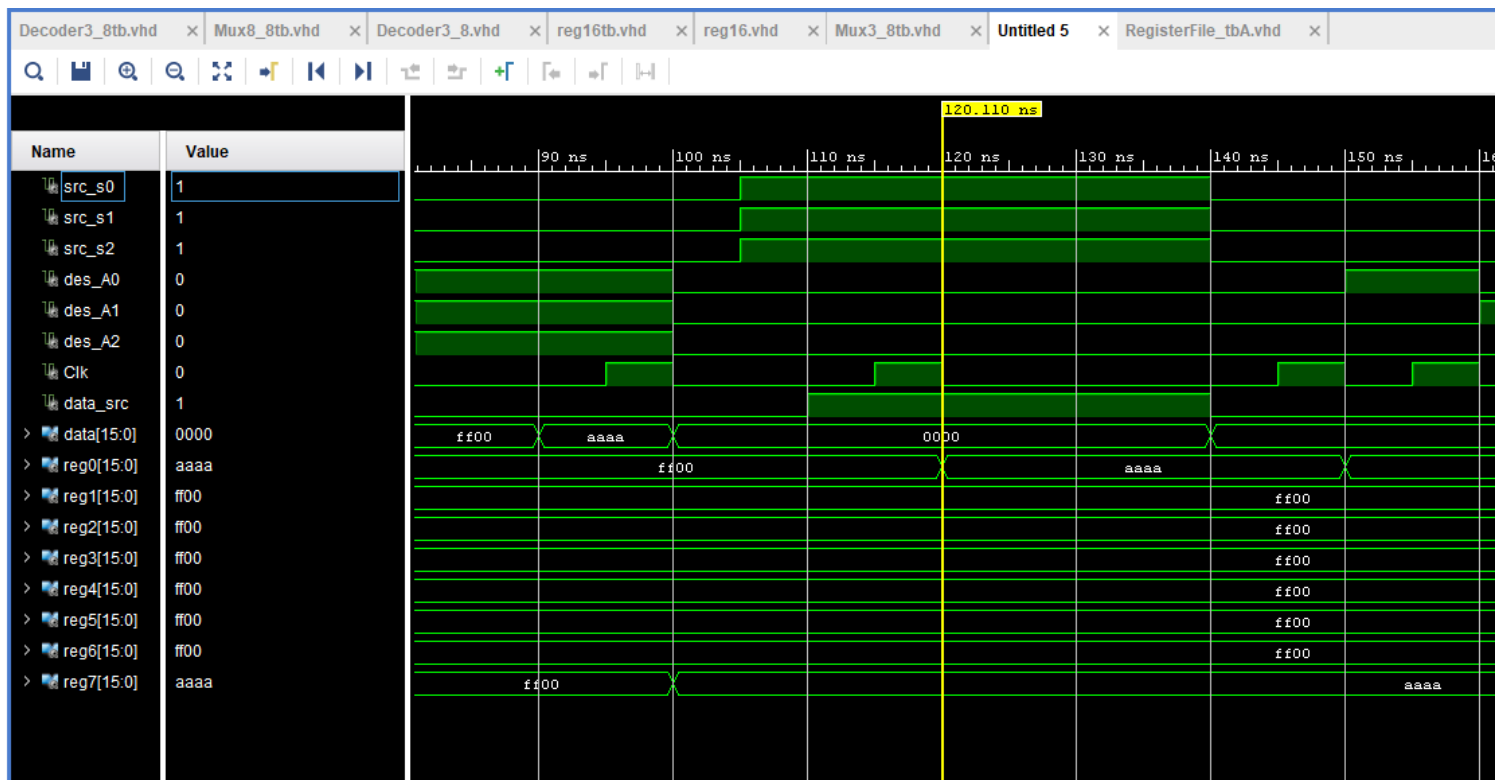 Decoder3_8tb.vhd × Mux8_8tb.vhd × Decoder3_8.vhd × reg16tb.vhd × reg16.vhd × Mux3_8tb.vhd × Untitled 5 × RegisterFile_tbA.vhd ×
120.110 ns
Name Value
90 ns 100 ns 110 ns 120 ns 130 ns 140 ns 150 ns
src_s0 1
src_s1 1
src_s2 1
des_A0 0
des_A1 0
des_A2 0
Clk 0
data_src 1
data[15:0] 0000 ff00 aaaa 0000
reg0[15:0] aaaa ff00 aaaa
reg1[15:0] ff00 ff00
reg2[15:0] ff00 ff00
reg3[15:0] ff00 ff00
reg4[15:0] ff00 ff00
reg5[15:0] ff00 ff00
reg6[15:0] ff00 ff00
reg7[15:0] aaaa ff00 aaaa